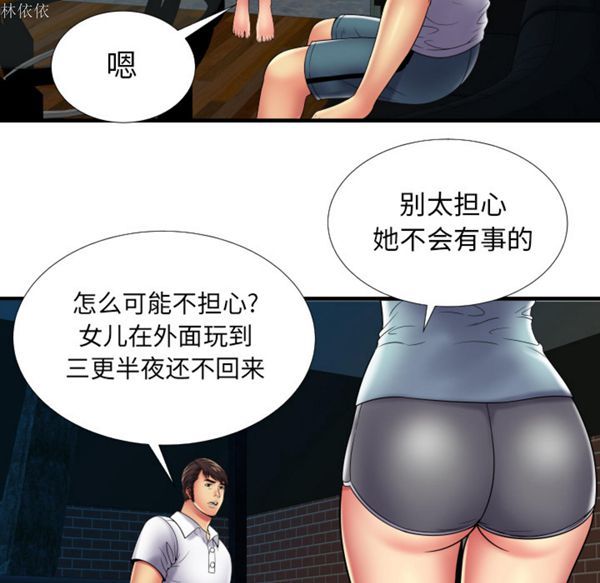 林依依
嗯
别太担心
她不会有事的
怎么可能不担心?
女儿在外面玩到
三更半夜还不回来